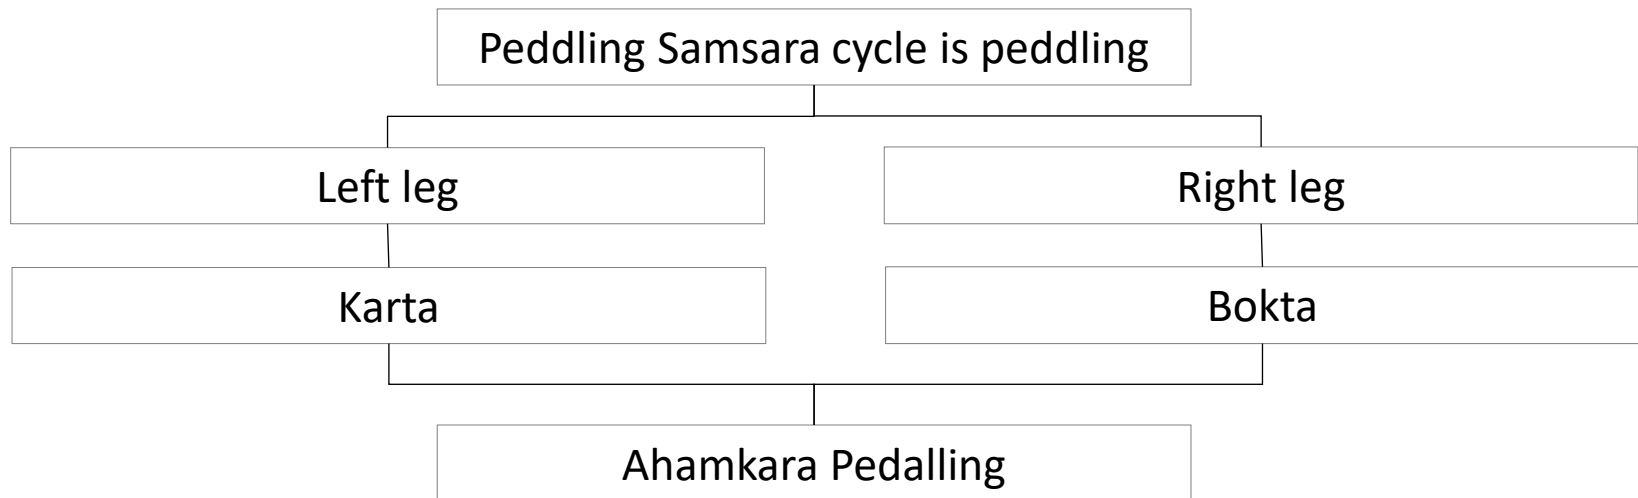 Peddling Samsara cycle is peddling
Left leg
Right leg
Karta
Bokta
Ahamkara Pedalling